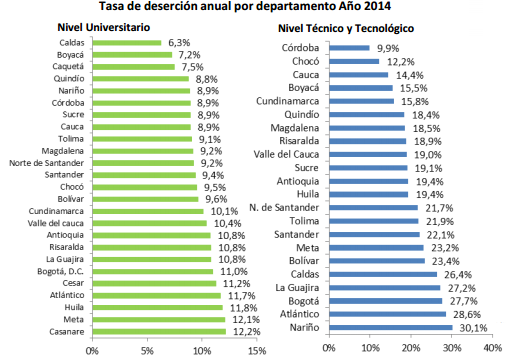 Tasa de deserción anual por departamento Año 2014
Nivel Universitario
Caldas 6,3%
Boyacá 7,2%
Caquetá 7,5%
Quindío 8,8%
Nariño 8,9%
Córdoba 8,9%
Sucre 8,9%
Cauca 8,9%
Tolima 9,1%
Magdalena 9,2%
Norte de Santander 9,2%
Santander 9,4%
Chocó 9,5%
Bolívar 9,6%
Cundinamarca 10,1%
Valle del cauca 10,4%
Antioquia 10,8%
Risaralda 10,8%
La Guajira 10,8%
Bogotá, D.C. 11,0%
Cesar 11,2%
Atlántico 11,7%
Huila 11,8%
Meta 12,1%
Casanare 12,2%
0% 5% 10% 15%
Nivel Técnico y Tecnológico
Córdoba 9,9%
Chocó 12,2%
Cauca 14,4%
Boyacá 15,5%
Cundinamarca 15,8%
Quindío 18,4%
Magdalena 18,5%
Risaralda 18,9%
Valle del Cauca 19,0%
Sucre 19,1%
Antioquia 19,4%
Huila 19,4%
N. de Santander 21,7%
Tolima 21,9%
Santander 22,1%
Meta 23,2%
Bolívar 23,4%
Caldas 26,4%
La Guajira 27,2%
Bogotá 27,7%
Atlántico 28,6%
Nariño 30,1%
0% 10% 20% 30% 40%